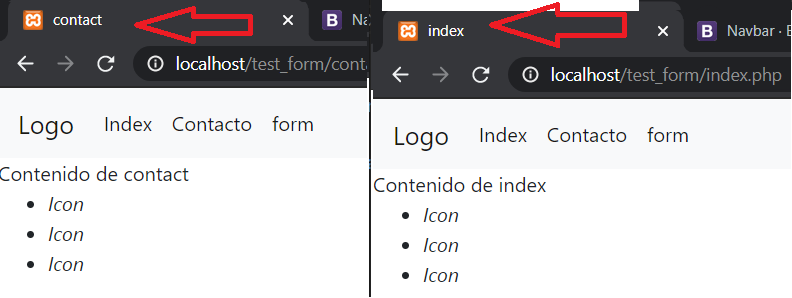 contact
Na
localhost/test_form/conta
Logo Index Contacto form
Contenido de contact
Icon
Icon
Icon
index
Navbar · B
localhost/test_form/index.php
Logo Index Contacto form
Contenido de index
Icon
Icon
Icon